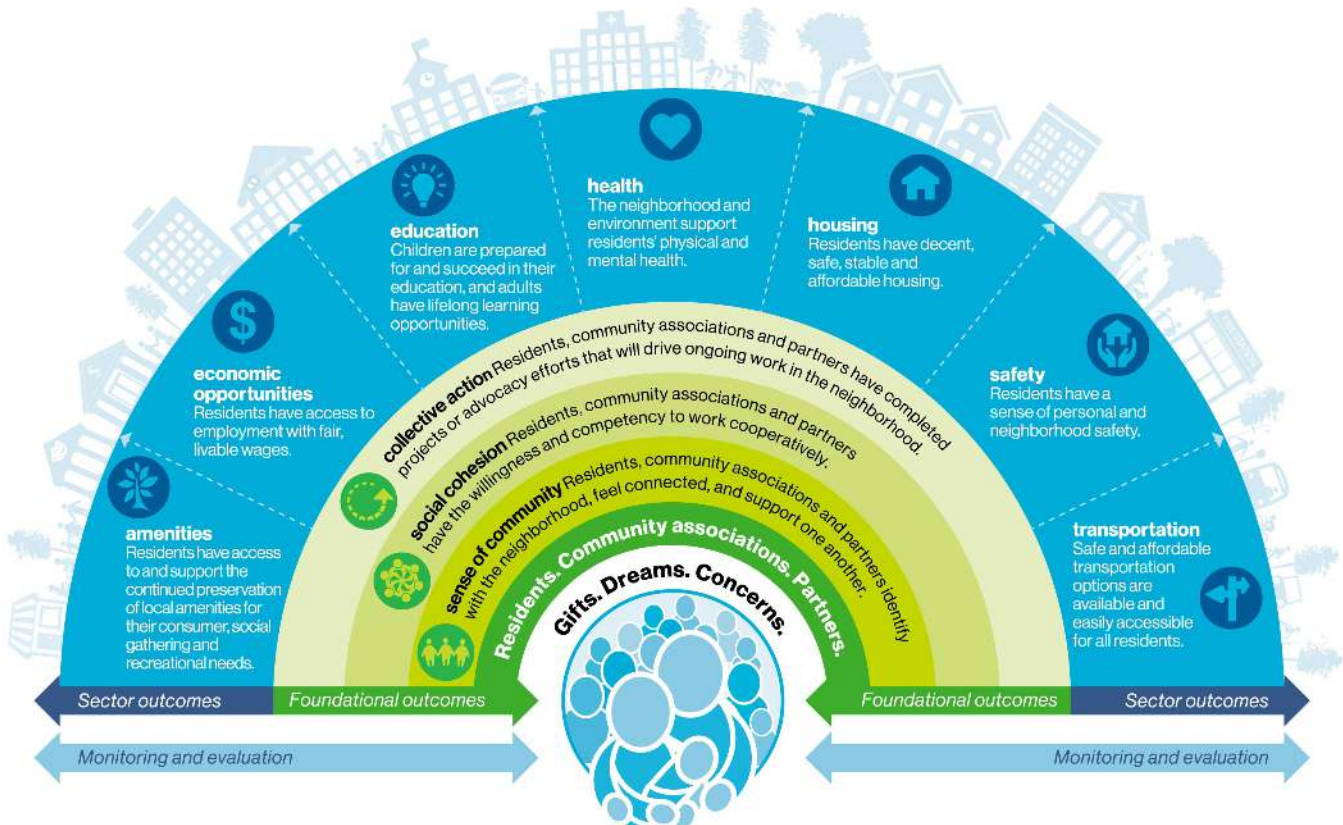 amenities
Residents have access
to and support the
continued preservation
of local amenities for
their consumer, social
gathering and
recreational needs.
economic
opportunities
Residents have access to
employment with fair,
livable wages.
education
Children are prepared
for and succeed in their
education, and adults
have lifelong learning
opportunities.
health
The neighborhood and
environment support
residents' physical and
mental health.
housing
Residents have decent,
safe, stable and
affordable housing.
safety
Residents have a
sense of personal and
neighborhood safety.
transportation
Safe and affordable
transportation
options are
available and
easily accessible
for all residents.
collective action Residents, community associations and partners have completed
projects or advocacy efforts that will drive ongoing work in the neighborhood.
social cohesion Residents, community associations and partners
have the willingness and competency to work cooperatively.
sense of community Residents, community associations and partners identify
with the neighborhood, feel connected, and support one another.
Residents. Community associations. Partners.
Gifts. Dreams. Concerns.
Sector outcomes
Foundational outcomes
Foundational outcomes
Sector outcomes
Monitoring and evaluation
Monitoring and evaluation